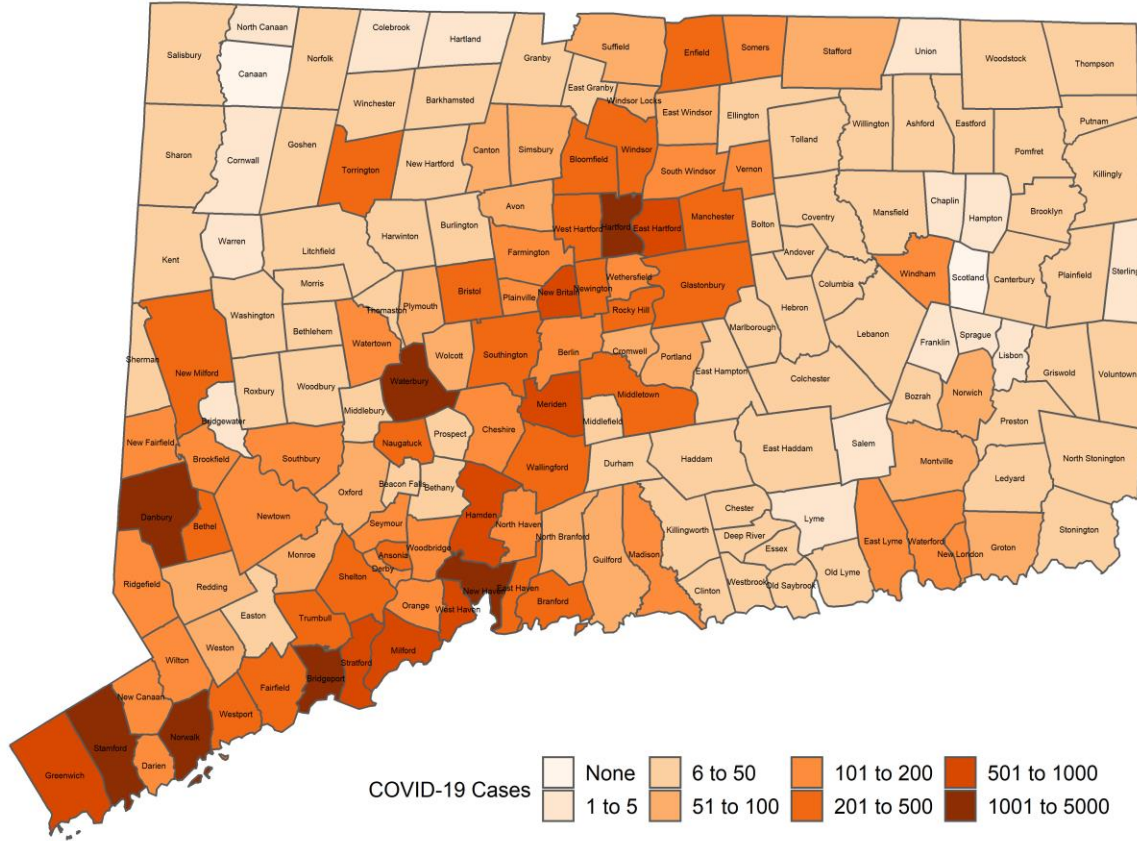 North Canaan
Colebrook
Hartland
Salisbury
Canaan
Norfolk
Granby
Suffield
Enfield
Somers
Stafford
Union
Woodstock
Thompson
East Granby
Windsor Locks
Winchester
Barkhamsted
East Windsor
Ellington
Tolland
Willington
Ashford
Eastford
Putnam
Pomfret
Sharon
Cornwall
Goshen
Torrington
New Hartford
Canton
Simsbury
Bloomfield
Windsor
South Windsor
Vernon
Killingly
Avon
West Hartford
Hartford
East Hartford
Manchester
Bolton
Coventry
Mansfield
Chaplin
Hampton
Brooklyn
Kent
Warren
Litchfield
Harwinton
Burlington
Farmington
Wethersfield
Andover
Windham
Scotland
Canterbury
Plainfield
Sterling
Morris
Thomaston
Plymouth
Bristol
Plainville
New Britain
Newington
Rocky Hill
Glastonbury
Hebron
Columbia
Washington
Bethlehem
Watertown
Marlborough
Lebanon
Franklin
Sprague
Lisbon
Sherman
New Milford
Roxbury
Woodbury
Waterbury
Wolcott
Southington
Berlin
Cromwell
Portland
East Hampton
Colchester
Griswold
Voluntown
Bozrah
Norwich
Preston
Bridgewater
Middlebury
Naugatuck
Prospect
Cheshire
Meriden
Middlefield
Middletown
New Fairfield
Brookfield
Southbury
Wallingford
Durham
Haddam
East Haddam
Salem
Montville
Ledyard
North Stonington
Danbury
Bethel
Newtown
Oxford
Beacon Falls
Bethany
Hamden
North Haven
Seymour
Woodbridge
North Branford
Guilford
Madison
Killingworth
Chester
Deep River
Essex
Lyme
East Lyme
Waterford
New London
Groton
Stonington
Ridgefield
Redding
Monroe
Ansonia
Derby
Shelton
Orange
West Haven
New Haven
East Haven
Branford
Clinton
Westbrook
Old Saybrook
Old Lyme
Easton
Trumbull
Wilton
Weston
Milford
Stratford
Bridgeport
Fairfield
New Canaan
Westport
Norwalk
Stamford
Darien
Greenwich
COVID-19 Cases
None
6 to 50
101 to 200
501 to 1000
1 to 5
51 to 100
201 to 500
1001 to 5000